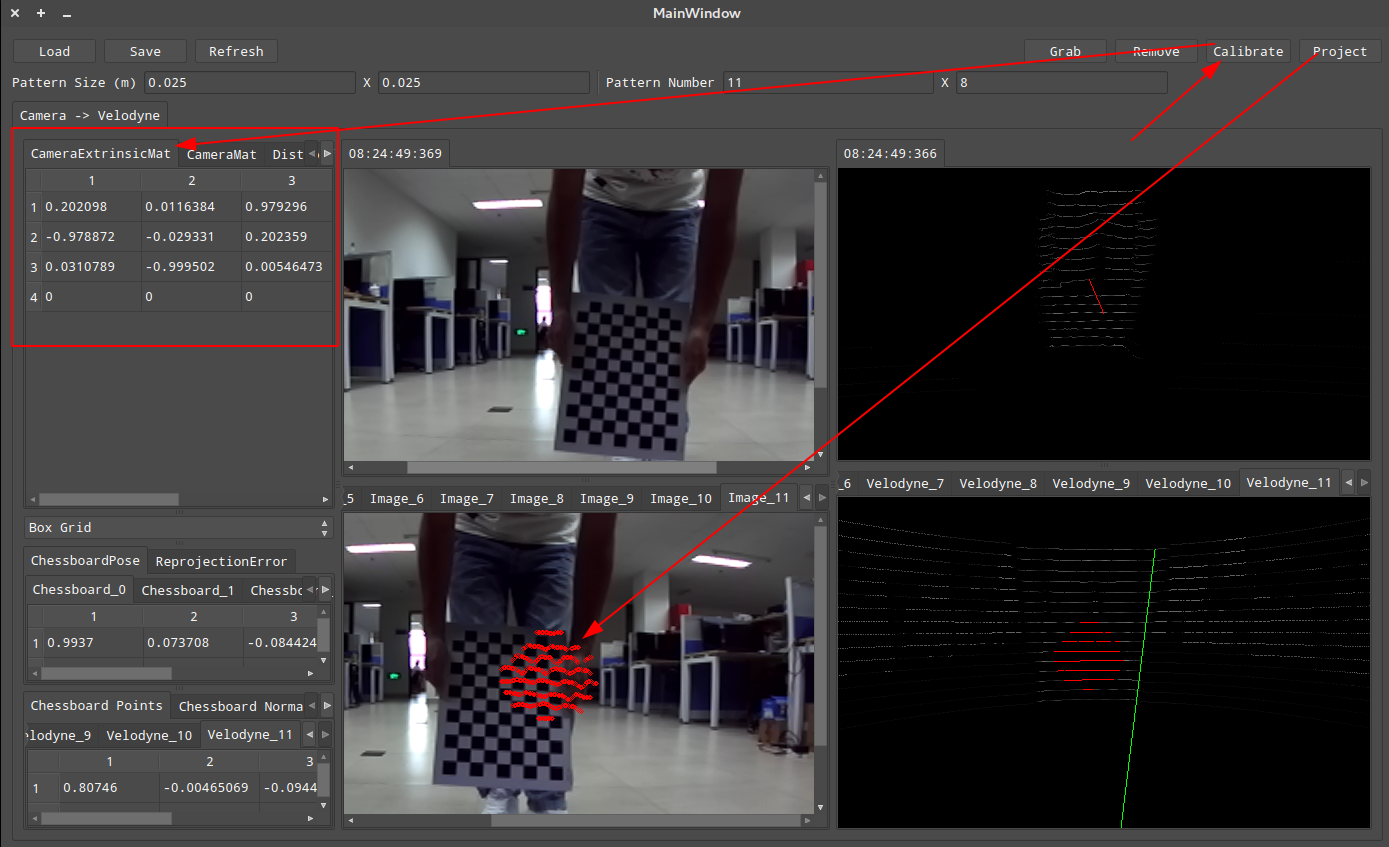 MainWindow
Load Save Refresh Grab Remove Calibrate Project
Pattern Size (m) 0.025 X 0.025 Pattern Number 11 X 8
Camera -> Velodyne
CameraExtrinsicMat CameraMat Dist
1 2 3
1 0.202098 0.0116384 0.979296
2 -0.978872 -0.029331 0.202359
3 0.0310789 -0.999502 0.00546473
4 0 0 0
Box Grid
ChessboardPose ReprojectionError
Chessboard_0 Chessboard_1 Chessbo
1 2 3
1 0.9937 0.073708 -0.084424
Chessboard Points Chessboard Norma
elodyne_9 Velodyne_10 Velodyne_11
1 2 3
1 0.80746 -0.00465069 -0.0944
08:24:49:369
_5 Image_6 Image_7 Image_8 Image_9 Image_10 Image_11
08:24:49:366
_6 Velodyne_7 Velodyne_8 Velodyne_9 Velodyne_10 Velodyne_11